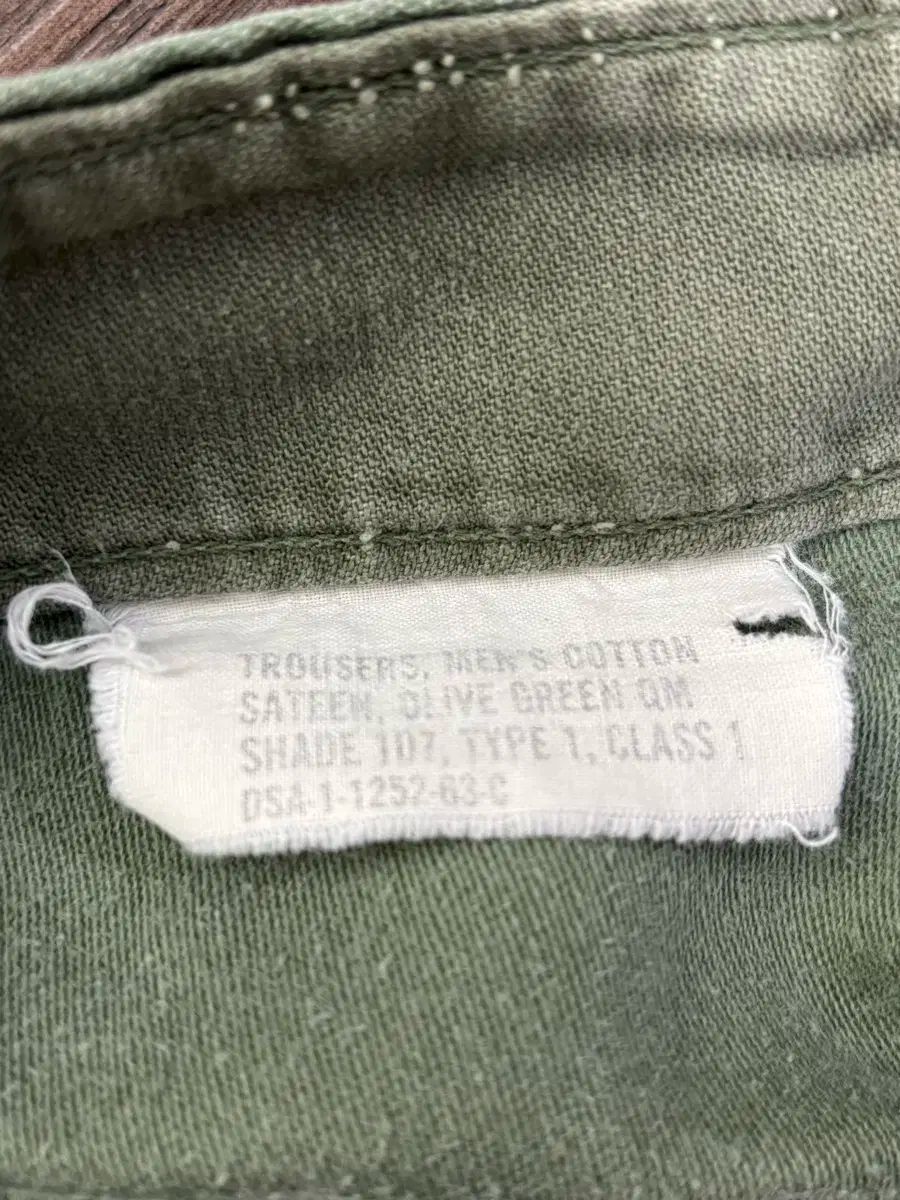 TROUSERS, MEN'S COTTON
SATEEN, OLIVE GREEN QM
SHADE 107, TYPE 1, CLASS 1
DSA-1-1252-63-C